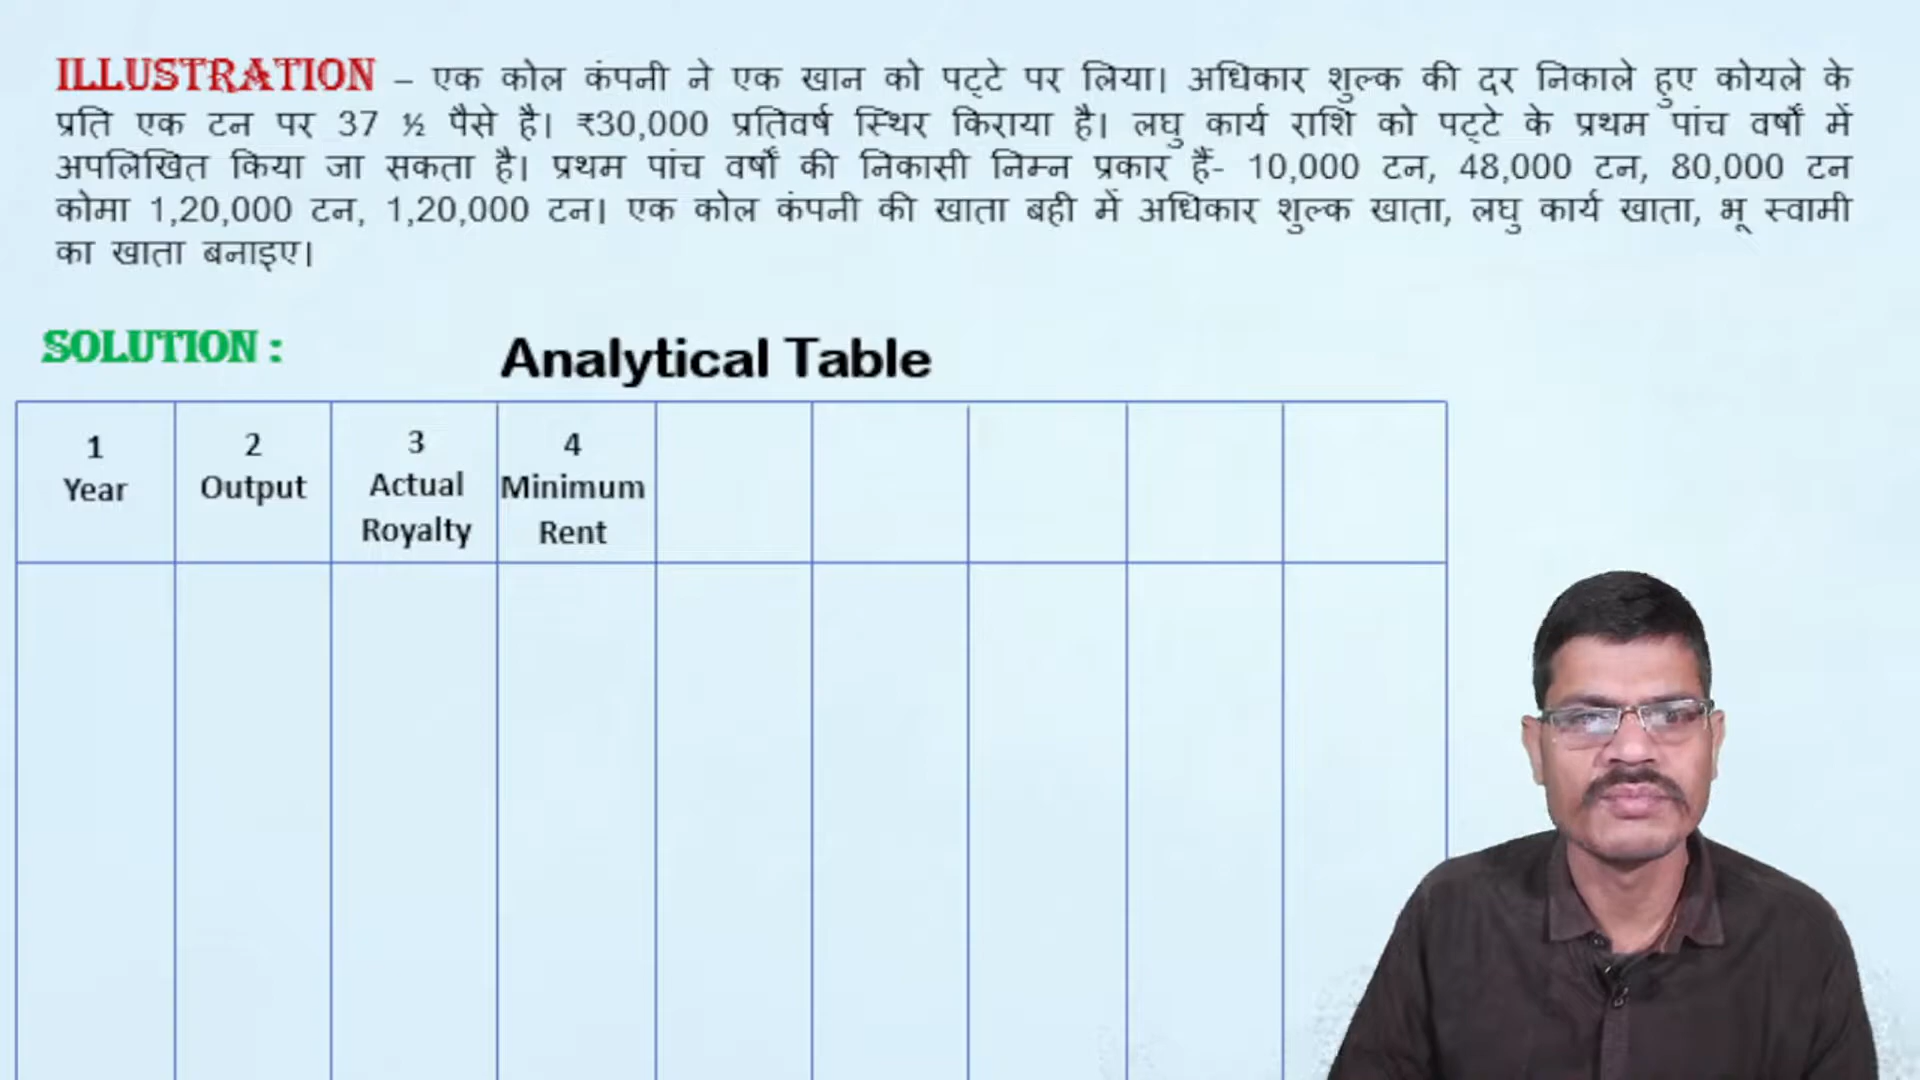 ILLUSTRATION – एक कोल कंपनी ने एक खान को पट्टे पर लिया। अधिकार शुल्क की दर निकाले हुए कोयले के
प्रति एक टन पर 37 ½ पैसे है। ₹30,000 प्रतिवर्ष स्थिर किराया है। लघु कार्य राशि को पट्टे के प्रथम पांच वर्षों में
अपलिखित किया जा सकता है। प्रथम पांच वर्षों की निकासी निम्न प्रकार हैं- 10,000 टन, 48,000 टन, 80,000 टन
कोमा 1,20,000 टन, 1,20,000 टन। एक कोल कंपनी की खाता बही में अधिकार शुल्क खाता, लघु कार्य खाता, भू स्वामी
का खाता बनाइए।
SOLUTION :
Analytical Table
1
Year
2
Output
3
Actual
Royalty
4
Minimum
Rent